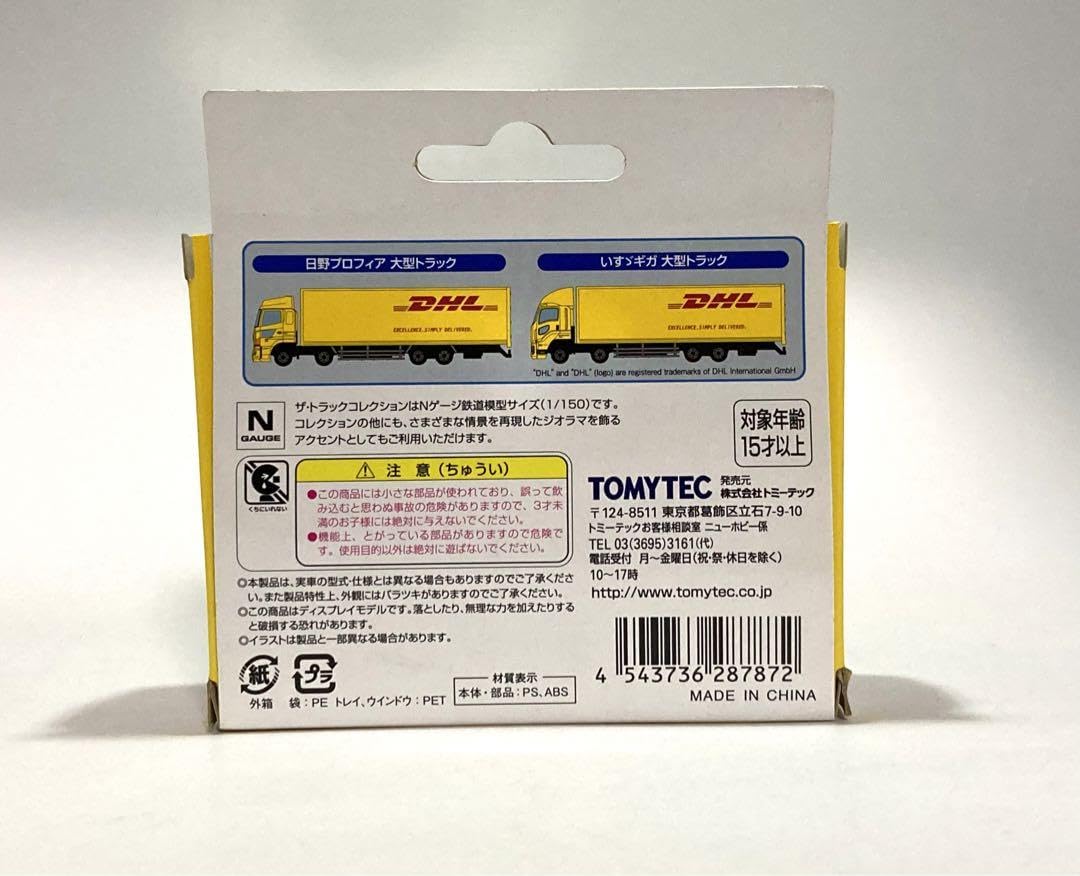 日野プロフィア 大型トラック
いすゞギガ 大型トラック
DHL
EXCELLENCE. SIMPLY DELIVERED.
DHL
EXCELLENCE. SIMPLY DELIVERED.
"DHL" and "DHL" (logo) are registered trademarks of DHL International GmbH
N
GAUGE
ザ・トラックコレクションはNゲージ鉄道模型サイズ(1/150)です。
コレクションの他にも、さまざまな情景を再現したジオラマを飾る
アクセントとしてもご利用いただけます。
対象年齢
15才以上
くちにいれない
⚠ 注 意 (ちゅうい)
●この商品には小さな部品が使われており、誤って飲
み込むと思わぬ事故の危険がありますので、3才未
満のお子様には絶対に与えないでください。
●機能上、とがっている部品がありますので危険で
す。使用目的以外は絶対に遊ばないでください。
TOMYTEC 発売元 株式会社トミーテック
〒124-8511 東京都葛飾区立石7-9-10
トミーテックお客様相談室 ニューホビー係
TEL 03(3695)3161(代)
電話受付 月〜金曜日(祝・祭・休日を除く)
10〜17時
http://www.tomytec.co.jp
◎本製品は、実車の型式・仕様とは異なる場合もありますのでご了承くださ
い。また製品特性上、外観にはバラツキがありますのでご了承ください。
◎この商品はディスプレイモデルです。落としたり、無理な力を加えたりする
と破損する恐れがあります。
◎イラストは製品と一部異なる場合があります。
紙
外箱
プラ
袋:PE トレイ、ウインドウ:PET
材質表示
本体・部品:PS、ABS
4 543736 287872
MADE IN CHINA